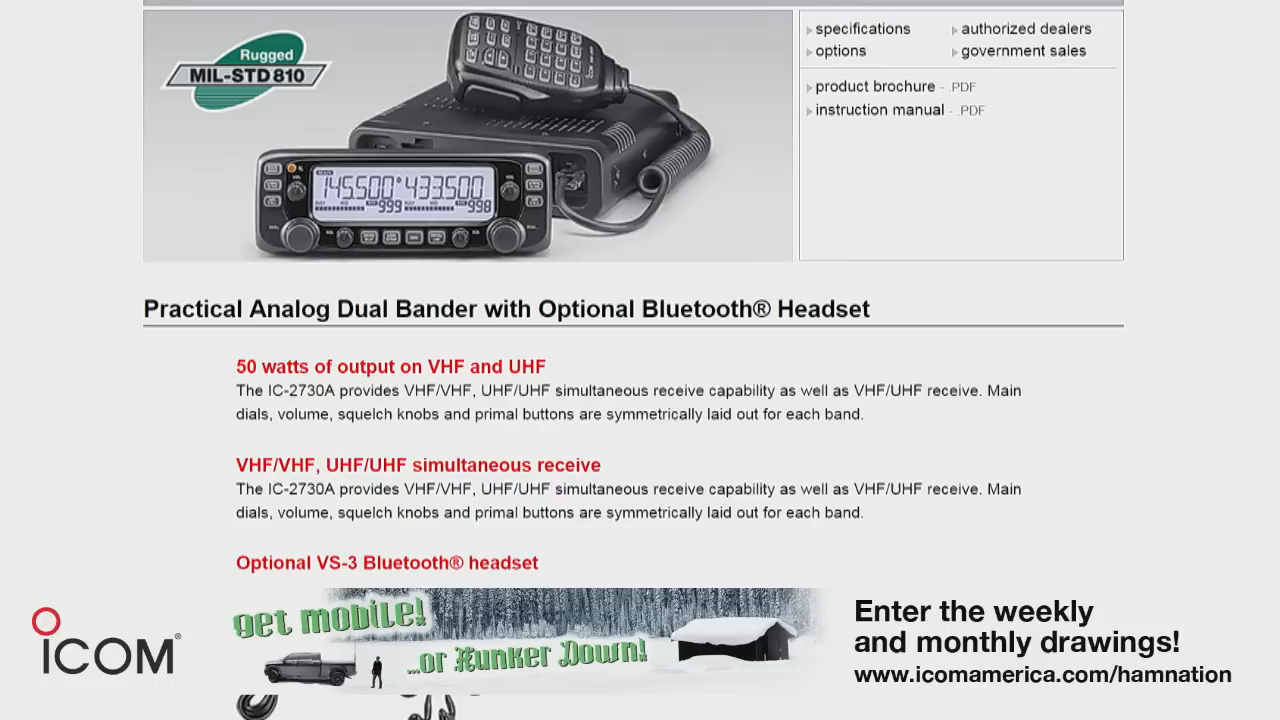 Rugged
MIL-STD 810
MAIN
145.500 433.500
999 998
VOL VOL
ICOM
specifications
options
authorized dealers
government sales
product brochure - .PDF
instruction manual - .PDF
Practical Analog Dual Bander with Optional Bluetooth® Headset
50 watts of output on VHF and UHF
The IC-2730A provides VHF/VHF, UHF/UHF simultaneous receive capability as well as VHF/UHF receive. Main
dials, volume, squelch knobs and primal buttons are symmetrically laid out for each band.
VHF/VHF, UHF/UHF simultaneous receive
The IC-2730A provides VHF/VHF, UHF/UHF simultaneous receive capability as well as VHF/UHF receive. Main
dials, volume, squelch knobs and primal buttons are symmetrically laid out for each band.
Optional VS-3 Bluetooth® headset
ICOM®
get mobile!
...or Hunker Down!
Enter the weekly
and monthly drawings!
www.icomamerica.com/hamnation